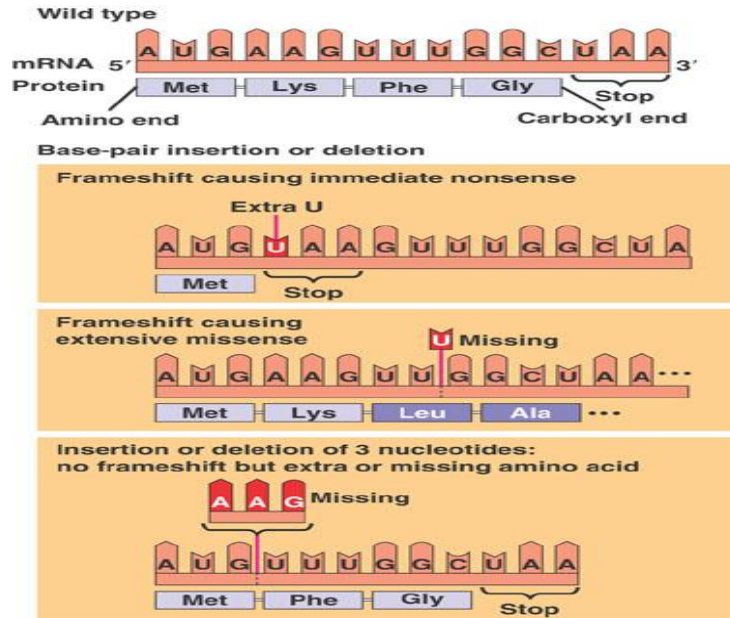 Wild type
A U G A A G U U U G G C U A A
mRNA 5′ 3′
Protein Met Lys Phe Gly Stop
Amino end Carboxyl end
Base-pair insertion or deletion
Frameshift causing immediate nonsense
Extra U
A U G U A A G U U U G G C U A
Met Stop
Frameshift causing
extensive missense
U Missing
A U G A A G U U G G C U A A •••
Met Lys Leu Ala •••
Insertion or deletion of 3 nucleotides:
no frameshift but extra or missing amino acid
A A G Missing
A U G U U U G G C U A A
Met Phe Gly Stop